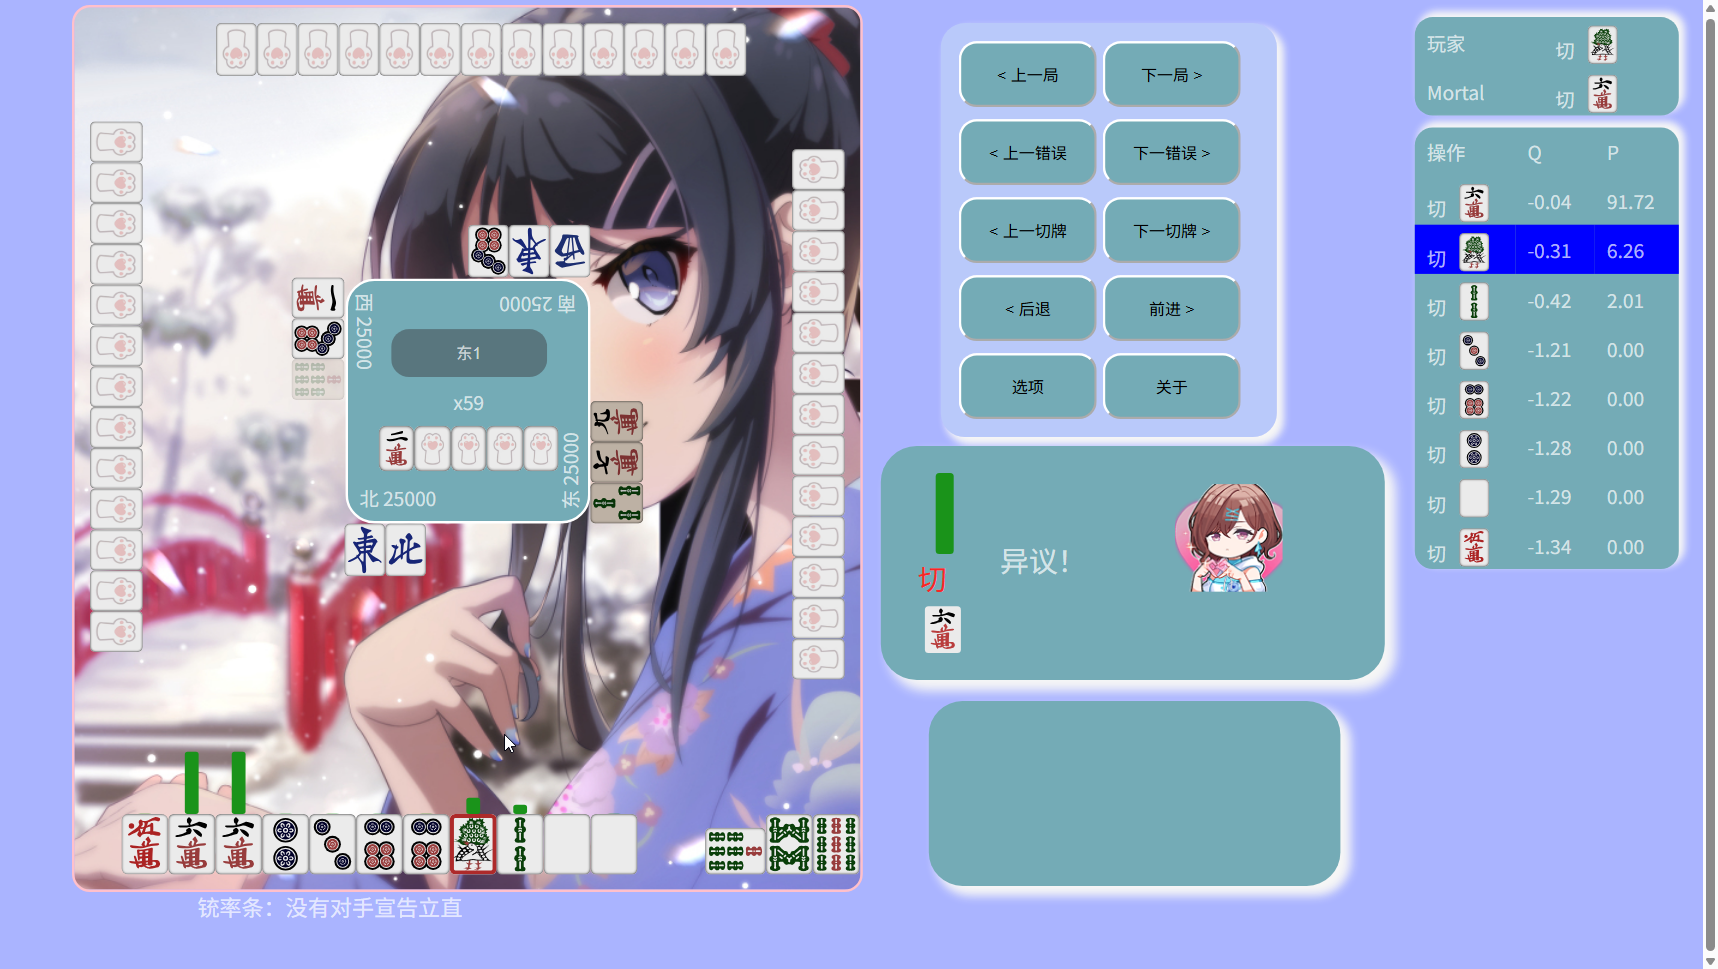 西 25000
南 25000
东1
x59
北 25000
东 25000
铳率条：没有对手宣告立直
< 上一局
下一局 >
< 上一错误
下一错误 >
< 上一切牌
下一切牌 >
< 后退
前进 >
选项
关于
切
异议！
玩家 切
Mortal 切
操作 Q P
切 -0.04 91.72
切 -0.31 6.26
切 -0.42 2.01
切 -1.21 0.00
切 -1.22 0.00
切 -1.28 0.00
切 -1.29 0.00
切 -1.34 0.00